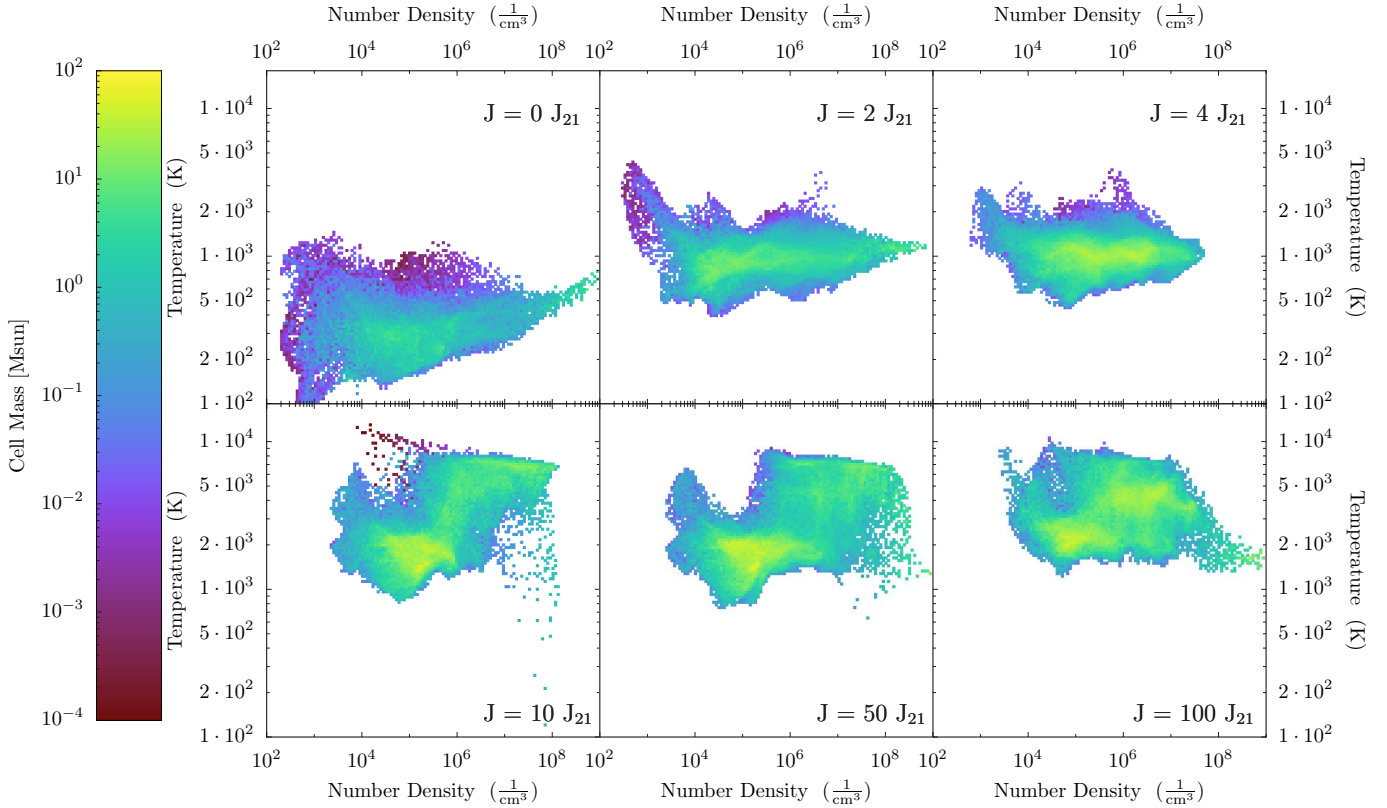 Number Density (1/cm³) Number Density (1/cm³) Number Density (1/cm³)
10² 10⁴ 10⁶ 10⁸ 10² 10⁴ 10⁶ 10⁸ 10² 10⁴ 10⁶ 10⁸
J = 0 J₂₁ J = 2 J₂₁ J = 4 J₂₁
1 · 10⁴
5 · 10³
2 · 10³
1 · 10³
5 · 10²
2 · 10²
1 · 10²
Temperature (K)
1 · 10⁴
5 · 10³
2 · 10³
1 · 10³
5 · 10²
2 · 10²
1 · 10²
Temperature (K)
10²
10¹
10⁰
10⁻¹
10⁻²
10⁻³
10⁻⁴
Cell Mass [Msun]
1 · 10⁴
5 · 10³
2 · 10³
1 · 10³
5 · 10²
2 · 10²
1 · 10²
Temperature (K)
1 · 10⁴
5 · 10³
2 · 10³
1 · 10³
5 · 10²
2 · 10²
1 · 10²
Temperature (K)
J = 10 J₂₁ J = 50 J₂₁ J = 100 J₂₁
10² 10⁴ 10⁶ 10⁸ 10² 10⁴ 10⁶ 10⁸ 10² 10⁴ 10⁶ 10⁸
Number Density (1/cm³) Number Density (1/cm³) Number Density (1/cm³)